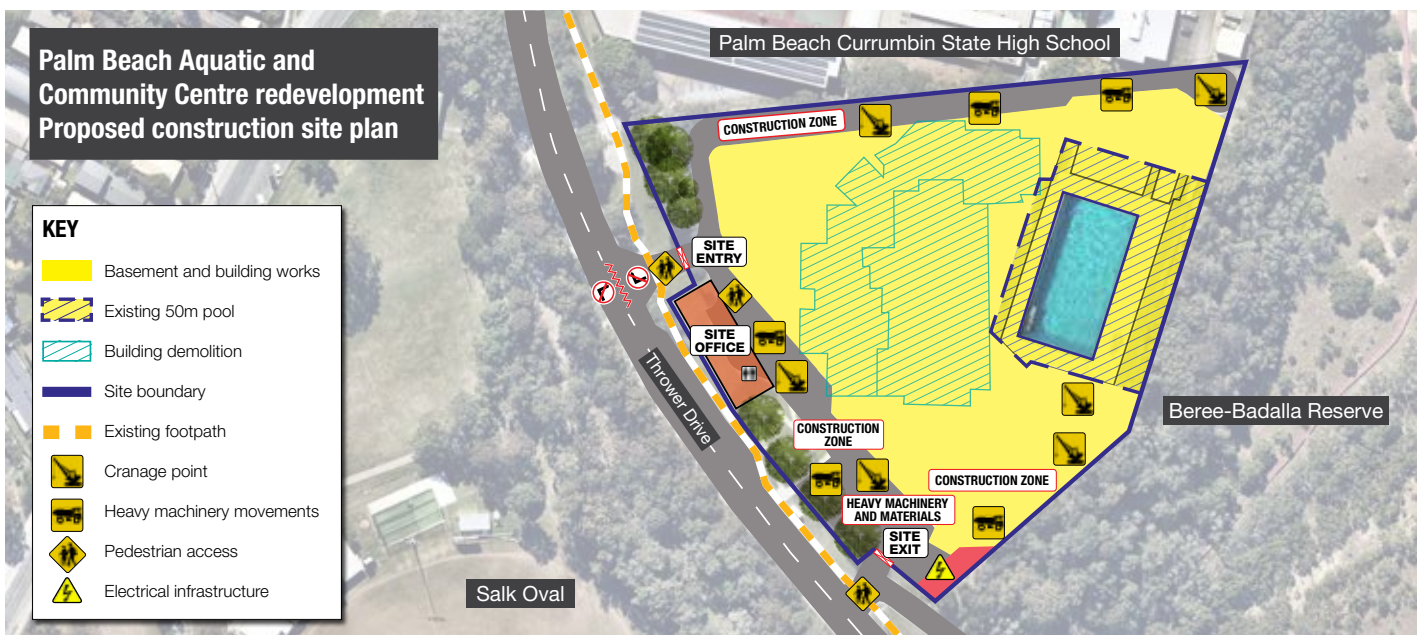 Palm Beach Aquatic and
Community Centre redevelopment
Proposed construction site plan
Palm Beach Currumbin State High School
KEY
Basement and building works
Existing 50m pool
Building demolition
Site boundary
Existing footpath
Cranage point
Heavy machinery movements
Pedestrian access
Electrical infrastructure
CONSTRUCTION ZONE
SITE
ENTRY
SITE
OFFICE
Thrower Drive
Beree-Badalla Reserve
CONSTRUCTION
ZONE
CONSTRUCTION ZONE
HEAVY MACHINERY
AND MATERIALS
SITE
EXIT
Salk Oval